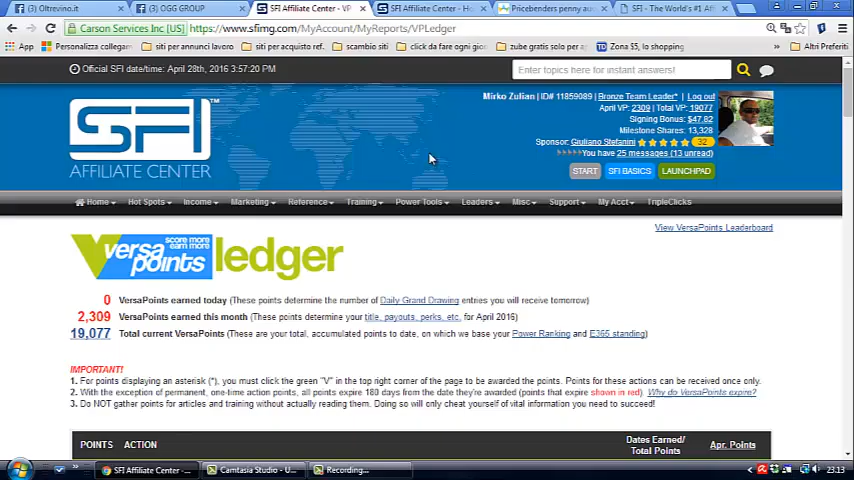 Oltrevino.it
OGG GROUP
SFI Affiliate Center - VP
SFI Affiliate Center - Ho
Pricebenders penny au
SFI - The World's #1 Af
Carson Services Inc [US]
https://www.sfimg.com/MyAccount/MyReports/VPLedger
App
Personalizza collega
siti per annunci lavoro
siti per acquisto ref.
scambio siti
click da fare ogni gio
zube gratis solo per
Zona $5, lo shopping
Altri Preferiti
Official SFI date/time: April 28th, 2016 3:57:20 PM
Enter topics here for instant answers!
Mirko Zulian | ID# 11859089 | Bronze Team Leader* | Log out
April VP: 2309 | Total VP: 19077
Signing Bonus: $47.82
Milestone Shares: 13,328
Sponsor: Giuliano Stefanini 32
>>>>>You have 25 messages (13 unread)
START SFI BASICS LAUNCHPAD
SFI™
AFFILIATE CENTER
Home Hot Spots Income Marketing Reference Training Power Tools Leaders Misc Support My Acct TripleClicks
View VersaPoints Leaderboard
versa points score more earn more ledger
0 VersaPoints earned today (These points determine the number of Daily Grand Drawing entries you will receive tomorrow)
2,309 VersaPoints earned this month (These points determine your title, payouts, perks, etc. for April 2016)
19,077 Total current VersaPoints (These are your total, accumulated points to date, on which we base your Power Ranking and E365 standing)
IMPORTANT!
1. For points displaying an asterisk (*), you must click the green "V" in the top right corner of the page to be awarded the points. Points for these actions can be received only once.
2. With the exception of permanent, one-time action points, all points expire 180 days from the date they're awarded (points that expire shown in red) Why do VersaPoints expire?
3. Do NOT gather points for articles and training without actually reading them. Doing so will only cheat yourself of vital information you need to succeed!
POINTS ACTION Dates Earned/ Total Points Apr. Points
SFI Affiliate Center -...
Camtasia Studio - U...
Recording...
23.13